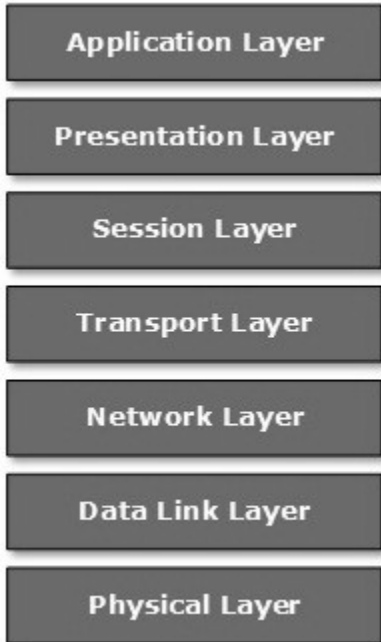 Application Layer
Presentation Layer
Session Layer
Transport Layer
Network Layer
Data Link Layer
Physical Layer